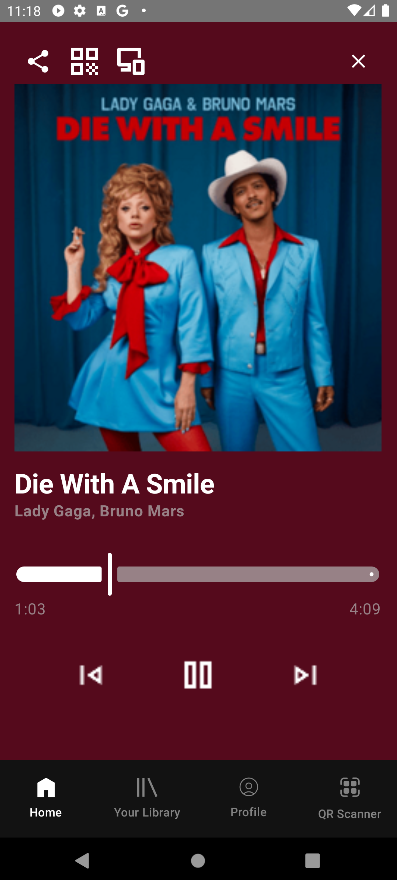 11:18
LADY GAGA & BRUNO MARS
DIE WITH A SMILE
Die With A Smile
Lady Gaga, Bruno Mars
1:03 4:09
Home Your Library Profile QR Scanner